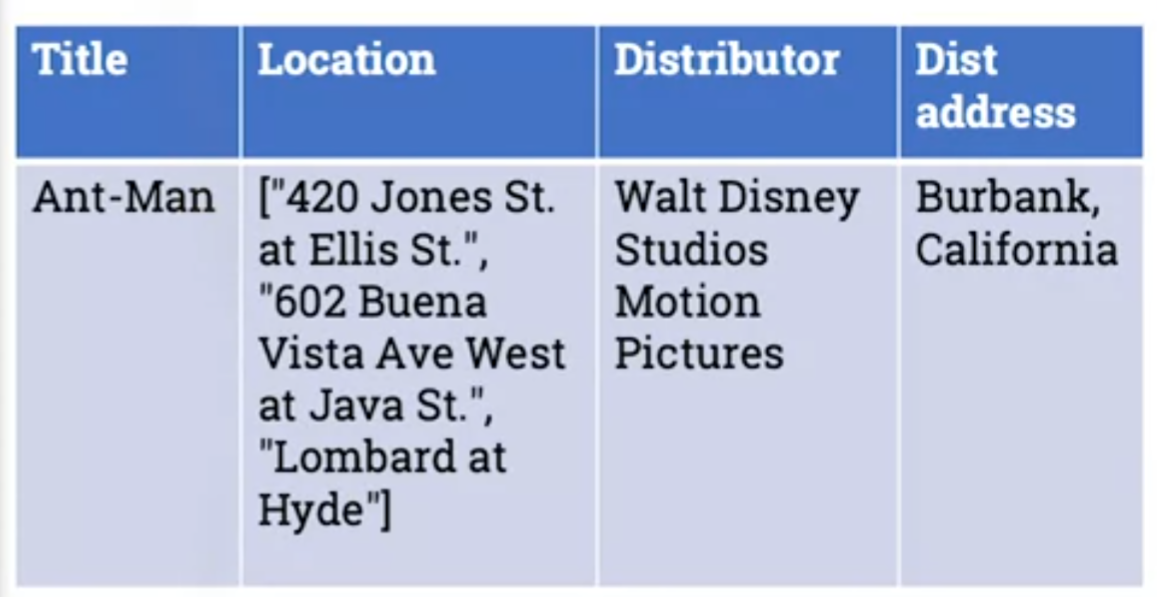 Title
Location
Distributor
Dist
address
Ant-Man
["420 Jones St.
at Ellis St.",
"602 Buena
Vista Ave West
at Java St.",
"Lombard at
Hyde"]
Walt Disney
Studios
Motion
Pictures
Burbank,
California